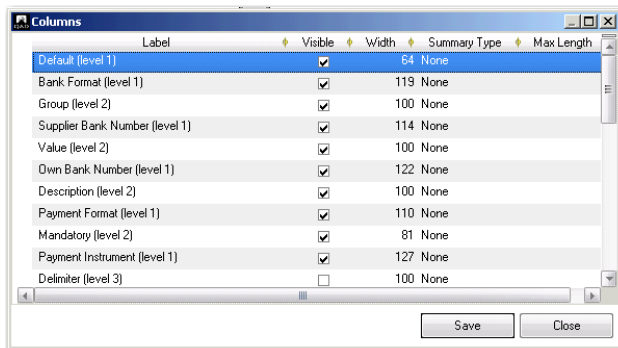 QAD Columns
Label Visible Width Summary Type Max Length
Default (level 1) 64 None
Bank Format (level 1) 119 None
Group (level 2) 100 None
Supplier Bank Number (level 1) 114 None
Value (level 2) 100 None
Own Bank Number (level 1) 122 None
Description (level 2) 100 None
Payment Format (level 1) 110 None
Mandatory (level 2) 81 None
Payment Instrument (level 1) 127 None
Delimiter (level 3) 100 None
Save Close